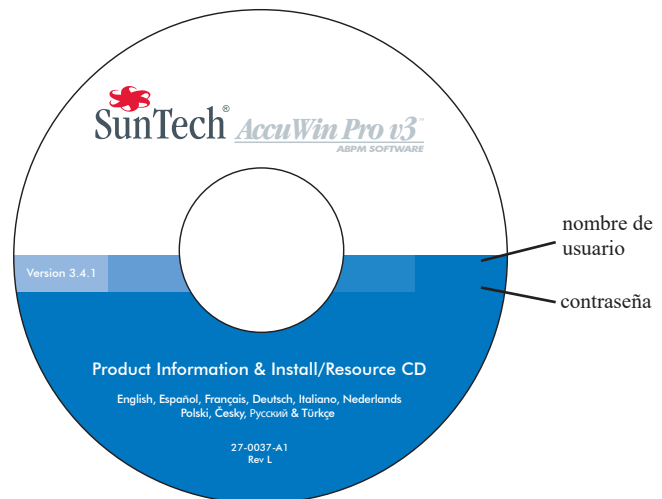 SunTech® AccuWin Pro v3™
ABPM SOFTWARE
nombre de
usuario
Version 3.4.1
contraseña
Product Information & Install/Resource CD
English, Español, Français, Deutsch, Italiano, Nederlands
Polski, Česky, Русский & Türkçe
27-0037-A1
Rev L